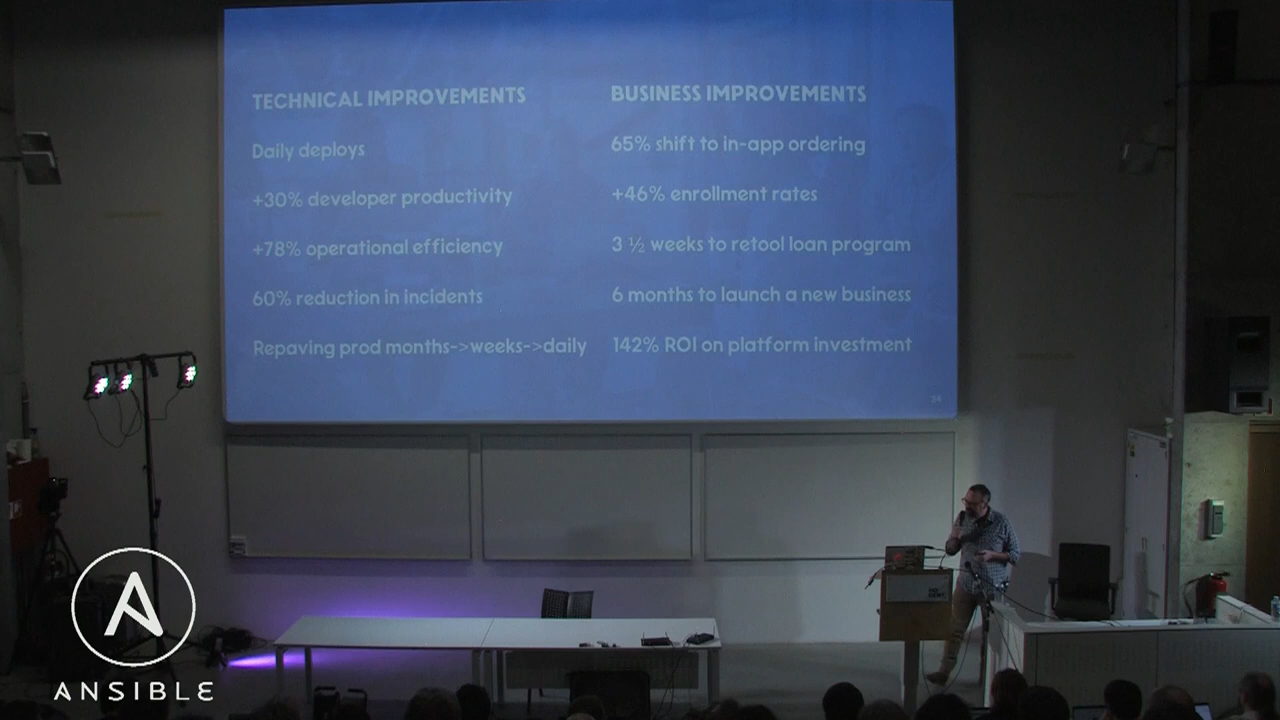 TECHNICAL IMPROVEMENTS
Daily deploys
+30% developer productivity
+78% operational efficiency
60% reduction in incidents
Repaving prod months->weeks->daily
BUSINESS IMPROVEMENTS
65% shift to in-app ordering
+46% enrollment rates
3 ½ weeks to retool loan program
6 months to launch a new business
142% ROI on platform investment
ANSIBLE